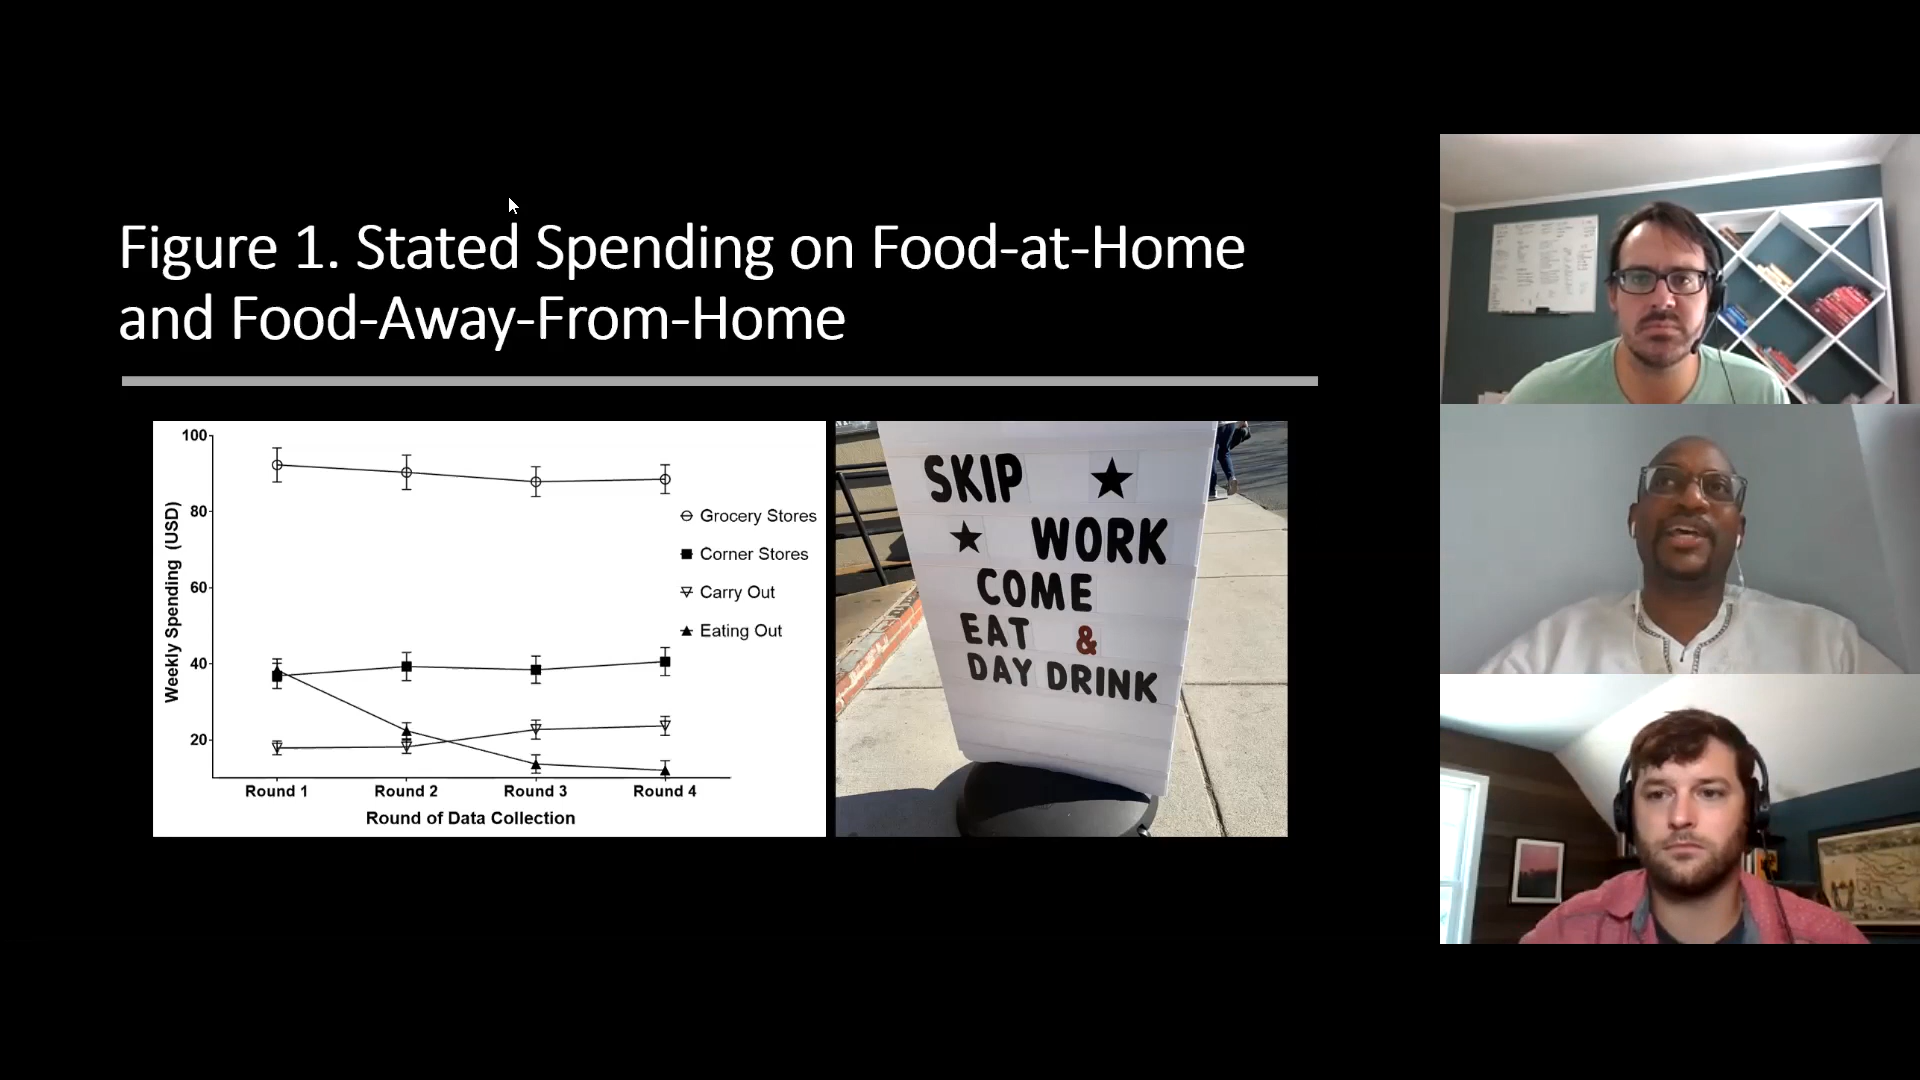 Figure 1. Stated Spending on Food-at-Home
and Food-Away-From-Home
100
80
60
40
20
Weekly Spending (USD)
Round 1 Round 2 Round 3 Round 4
Round of Data Collection
Grocery Stores
Corner Stores
Carry Out
Eating Out
SKIP ★
★ WORK
COME
EAT &
DAY DRINK